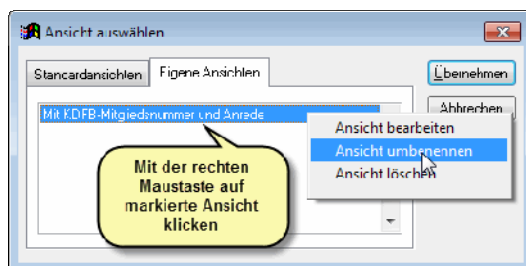 Ansicht auswählen
Standardansichten
Eigene Ansichten
Übernehmen
Abbrechen
Mit KDFB-Mitgliedsnummer und Anrede
Ansicht bearbeiten
Ansicht umbenennen
Ansicht löschen
Mit der rechten
Maustaste auf
markierte Ansicht
klicken